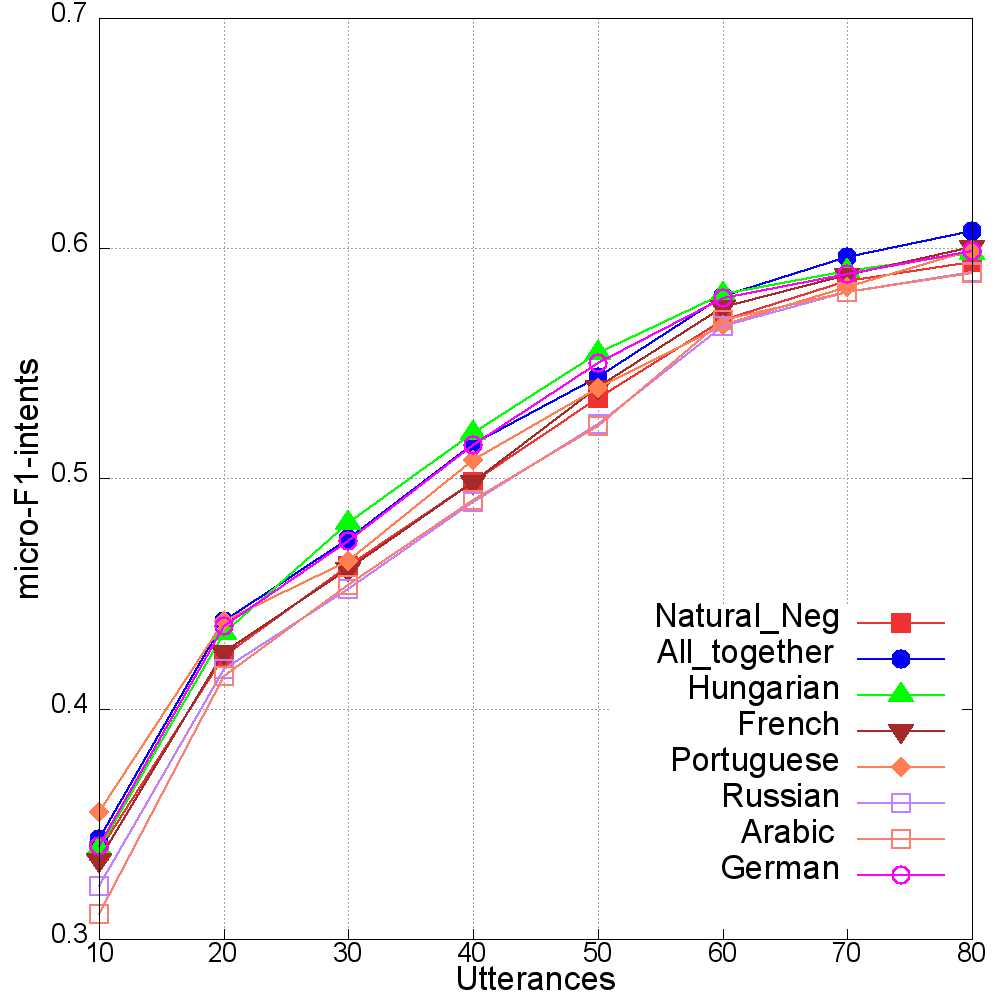 0.7
0.6
0.5
0.4
0.3
micro-F1-intents
Natural_Neg
All_together
Hungarian
French
Portuguese
Russian
Arabic
German
10 20 30 40 50 60 70 80
Utterances